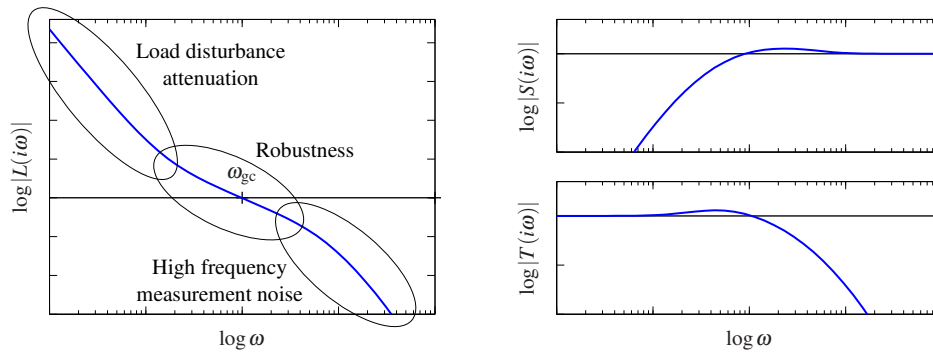 Load disturbance
attenuation
Robustness
ω_gc
High frequency
measurement noise
log |L(iω)|
log ω
log |S(iω)|
log |T(iω)|
log ω